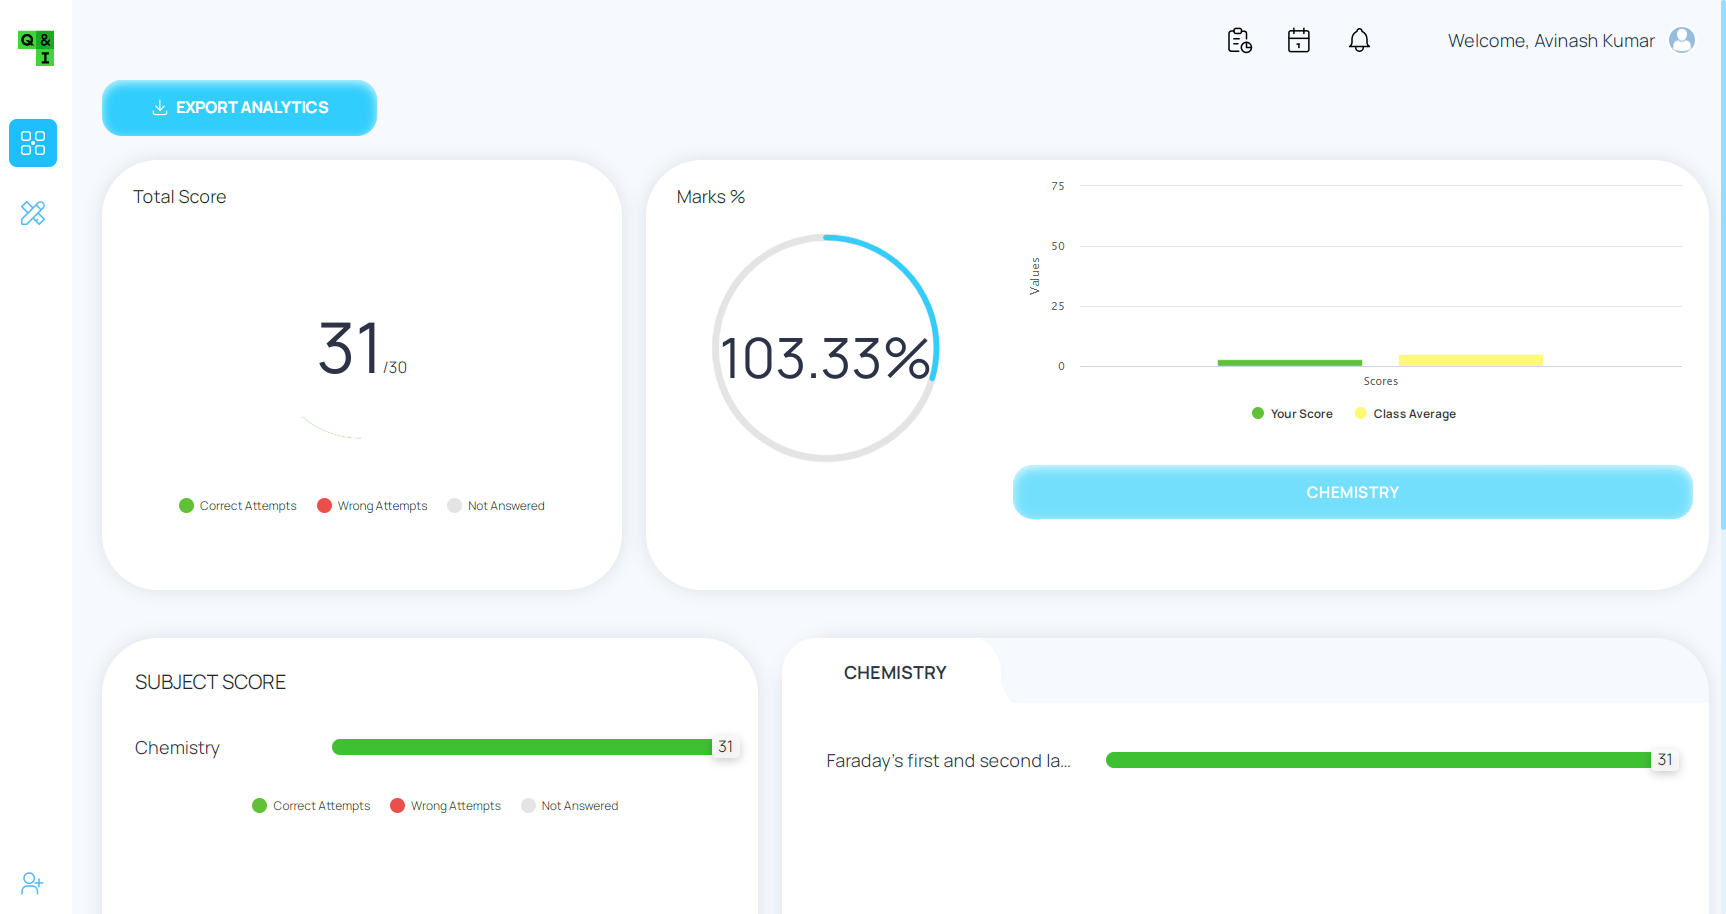 Q &
I
Welcome, Avinash Kumar
EXPORT ANALYTICS
Total Score
31/30
Correct Attempts Wrong Attempts Not Answered
Marks %
103.33%
75
50
25
0
Values
Scores
Your Score Class Average
CHEMISTRY
SUBJECT SCORE
Chemistry 31
Correct Attempts Wrong Attempts Not Answered
CHEMISTRY
Faraday's first and second la... 31